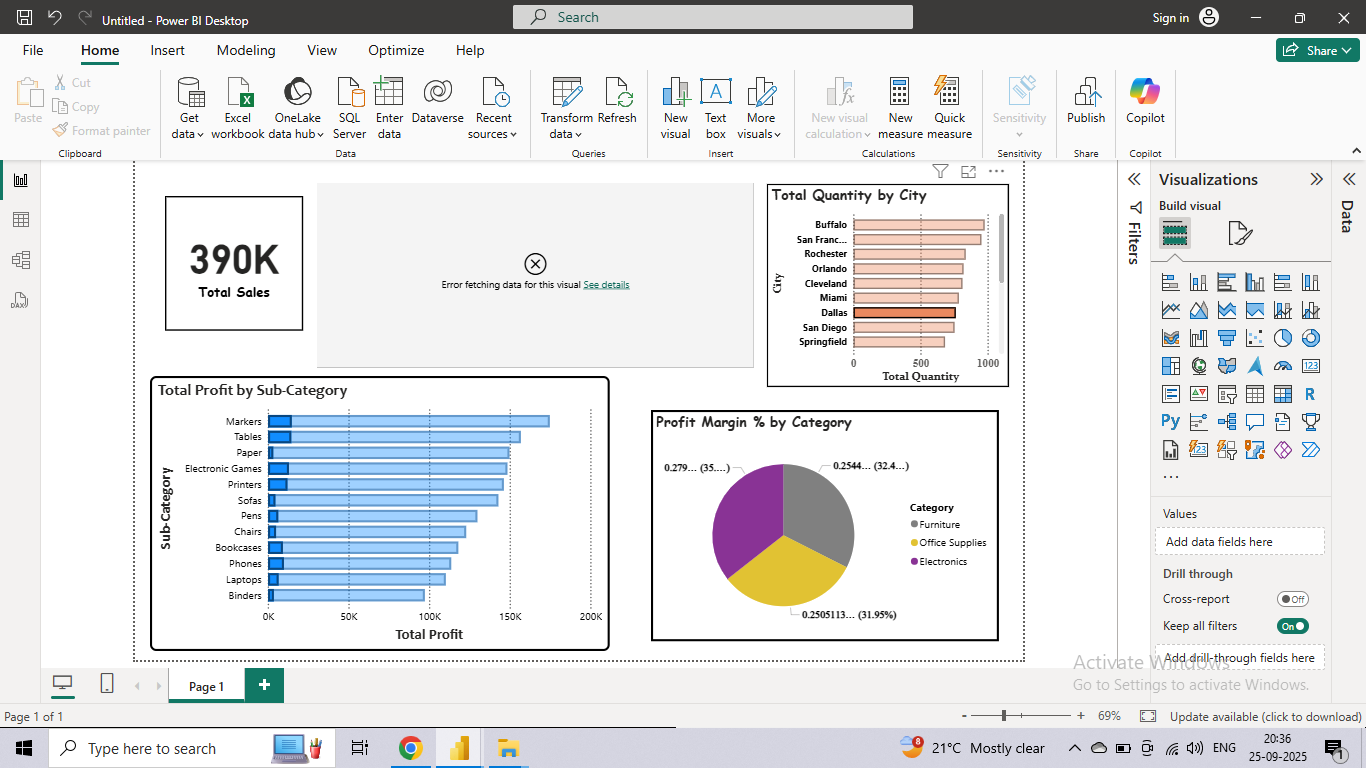 Untitled - Power BI Desktop
Search
Sign in
File Home Insert Modeling View Optimize Help
Share
Paste
Cut
Copy
Format painter
Clipboard
Get data
Excel workbook
OneLake data hub
SQL Server
Enter data
Dataverse
Recent sources
Data
Transform data
Refresh
Queries
New visual
Text box
More visuals
Insert
New visual calculation
New measure
Quick measure
Calculations
Sensitivity
Sensitivity
Publish
Share
Copilot
Copilot
390K
Total Sales
Error fetching data for this visual See details
Total Quantity by City
City
Buffalo
San Franc...
Rochester
Orlando
Cleveland
Miami
Dallas
San Diego
Springfield
0 500 1000
Total Quantity
Total Profit by Sub-Category
Sub-Category
Markers
Tables
Paper
Electronic Games
Printers
Sofas
Pens
Chairs
Bookcases
Phones
Laptops
Binders
0K 50K 100K 150K 200K
Total Profit
Profit Margin % by Category
0.279... (35....)
0.2544... (32.4...)
0.2505113... (31.95%)
Category
Furniture
Office Supplies
Electronics
Filters
Visualizations
Build visual
Data
DAX
123
R
Py
...
Values
Add data fields here
Drill through
Cross-report
Off
Keep all filters
On
Add drill-through fields here
Activate Windows
Go to Settings to activate Windows.
Page 1
Page 1 of 1
- + 69%
Update available (click to download)
Type here to search
8
21°C Mostly clear
ENG
20:36
25-09-2025
1